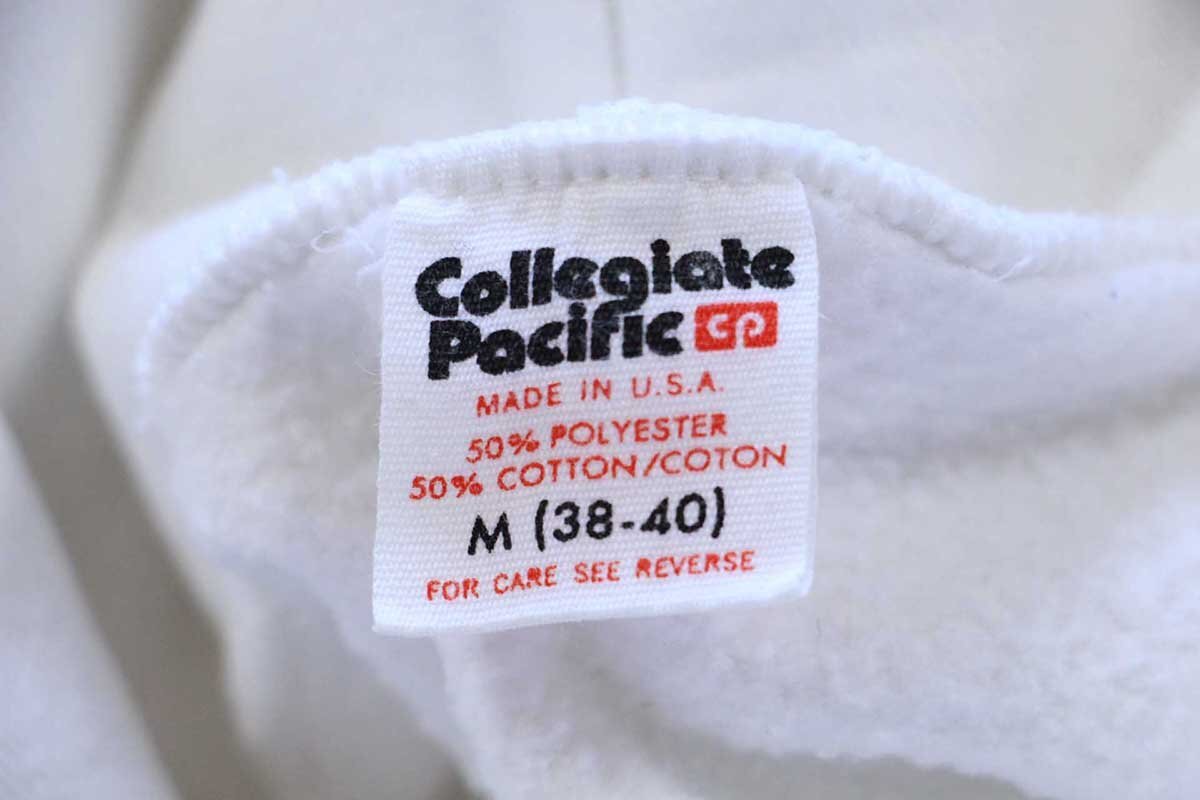 Collegiate
Pacific CP
MADE IN U.S.A.
50% POLYESTER
50% COTTON/COTON
M (38-40)
FOR CARE SEE REVERSE